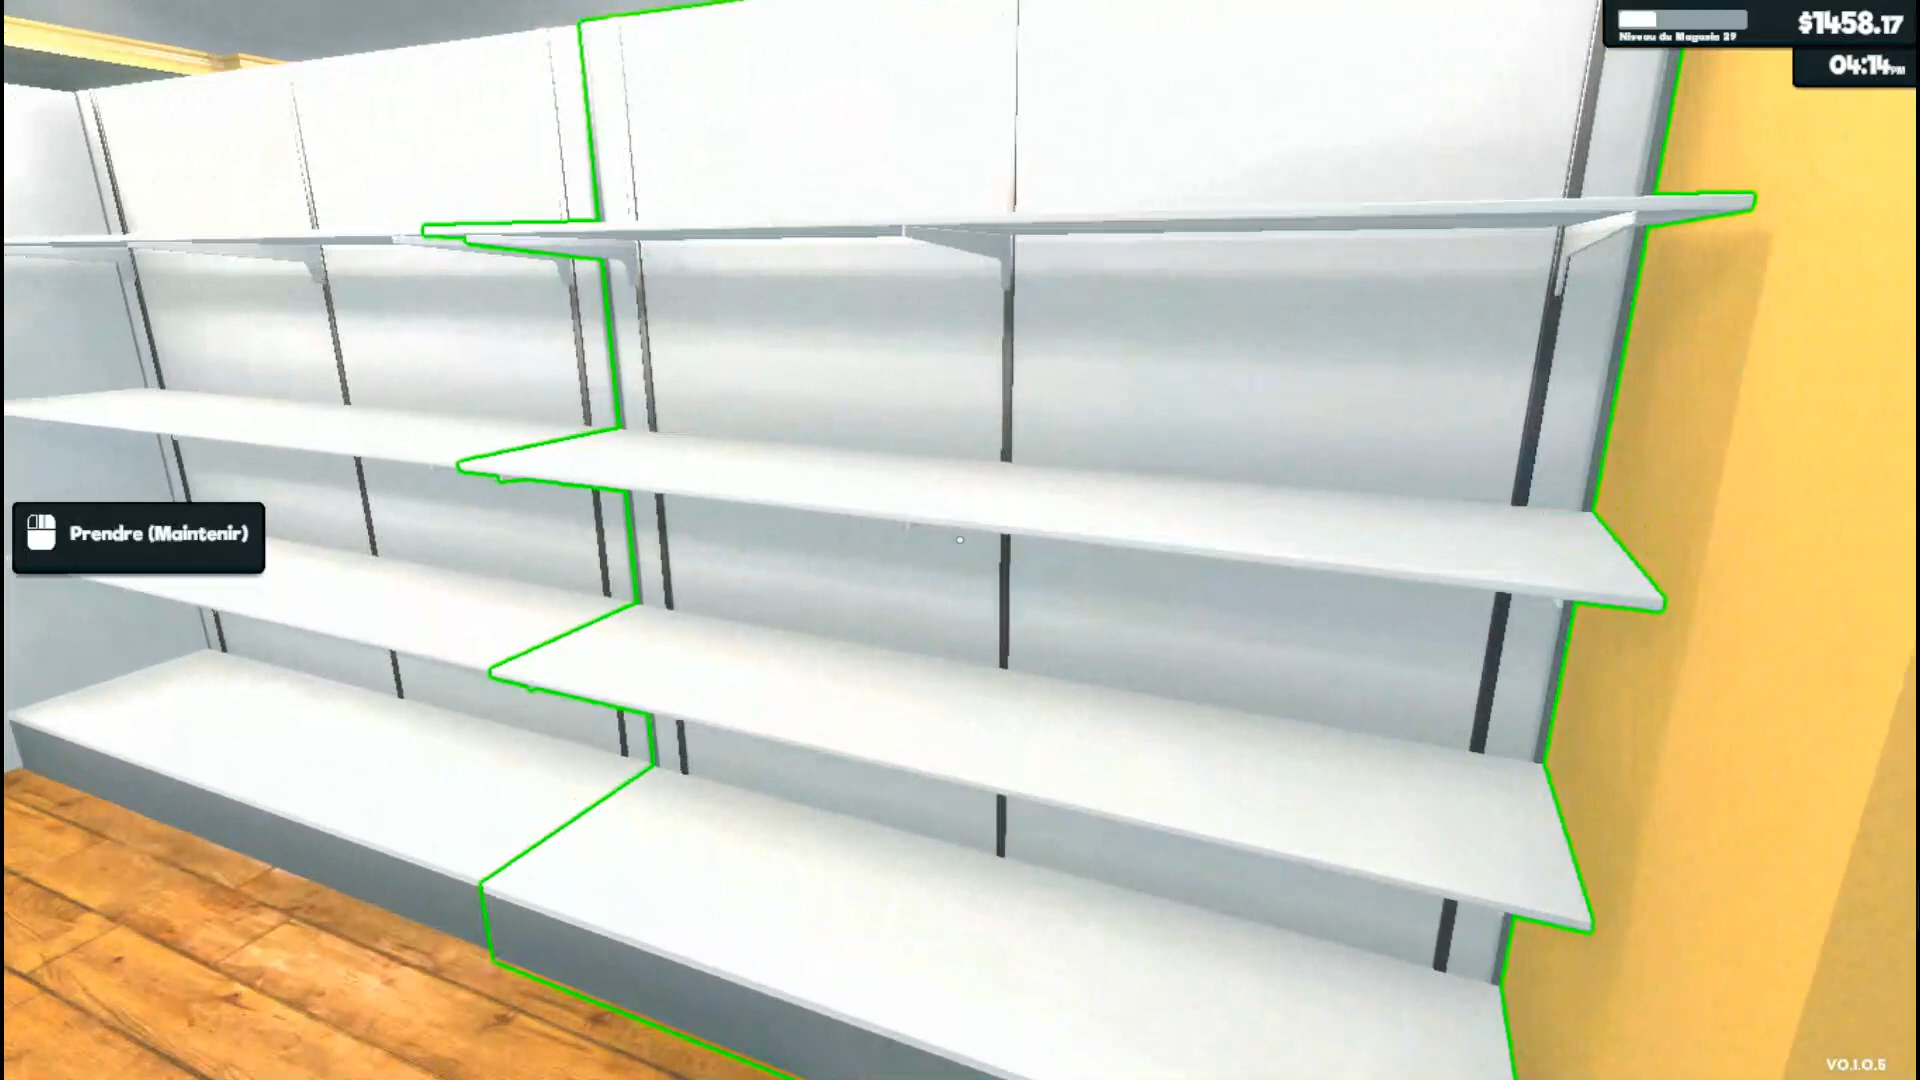 $1458.17
Niveau du Magasin 29
04:14PM
Prendre (Maintenir)
V0.1.0.5